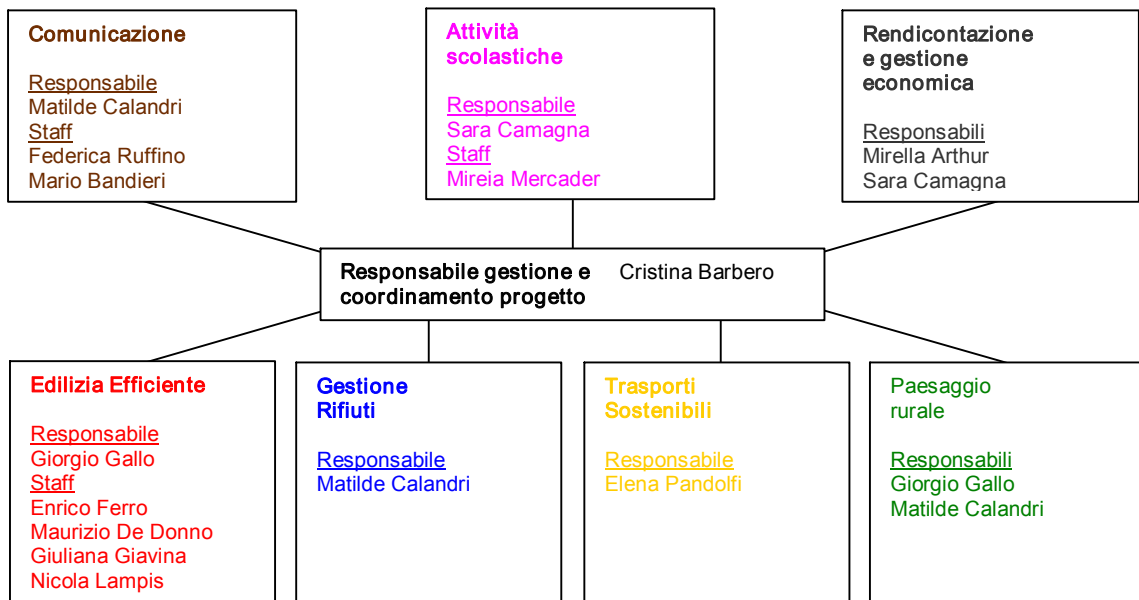 Comunicazione
Responsabile
Matilde Calandri
Staff
Federica Ruffino
Mario Bandieri
Attività
scolastiche
Responsabile
Sara Camagna
Staff
Mireia Mercader
Rendicontazione
e gestione
economica
Responsabili
Mirella Arthur
Sara Camagna
Responsabile gestione e Cristina Barbero
coordinamento progetto
Edilizia Efficiente
Responsabile
Giorgio Gallo
Staff
Enrico Ferro
Maurizio De Donno
Giuliana Giavina
Nicola Lampis
Gestione
Rifiuti
Responsabile
Matilde Calandri
Trasporti
Sostenibili
Responsabile
Elena Pandolfi
Paesaggio
rurale
Responsabili
Giorgio Gallo
Matilde Calandri